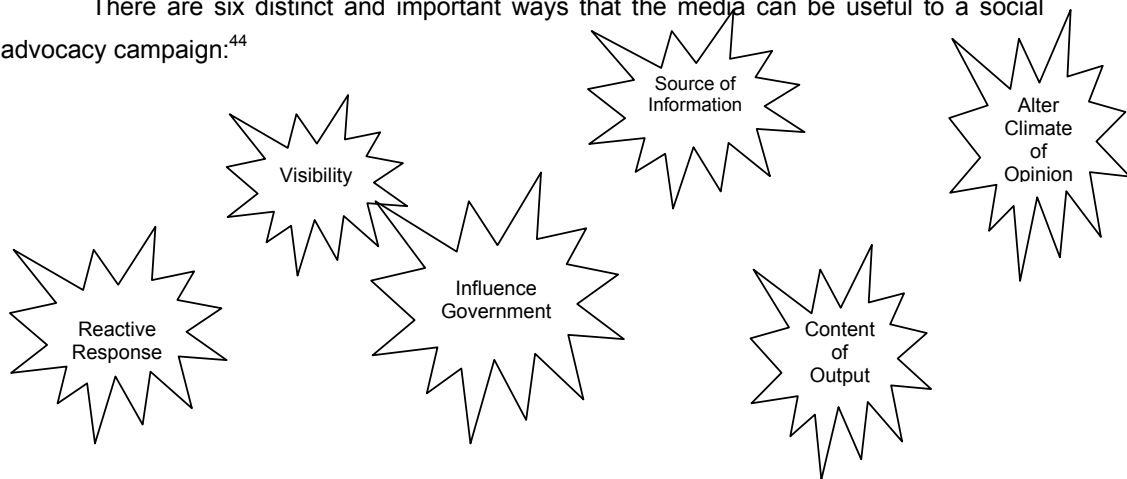 There are six distinct and important ways that the media can be useful to a social
advocacy campaign:44
Source of
Information
Alter
Climate
of
Opinion
Visibility
Influence
Government
Reactive
Response
Content
of
Output